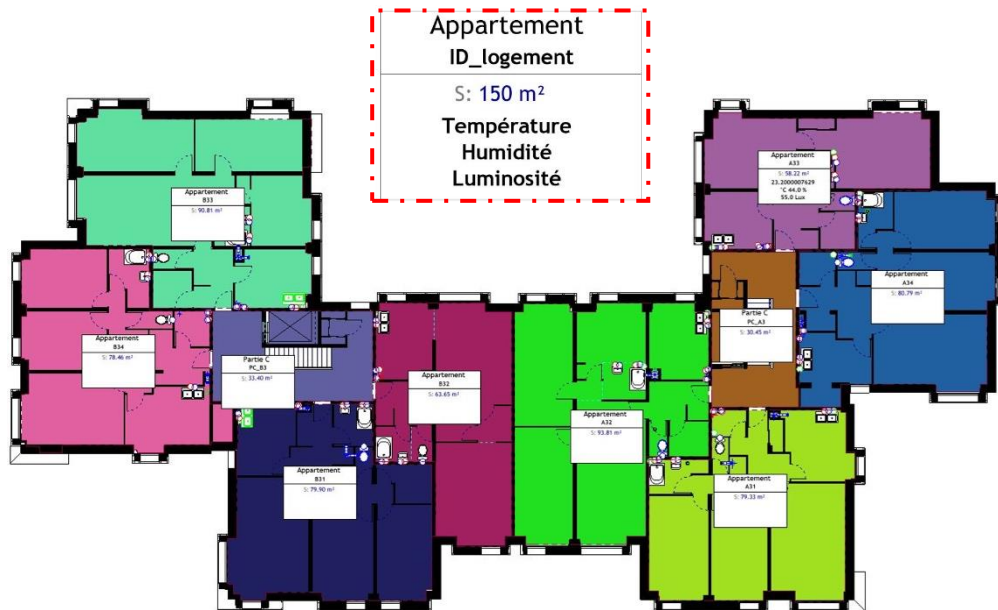 Appartement
ID_logement
S: 150 m²
Température
Humidité
Luminosité
Appartement
B33
S: 90.81 m²
Appartement
A33
S: 58.22 m²
23.2000007629
°C 44.0 %
55.0 Lux
Appartement
A34
S: 80.79 m²
Appartement
B34
S: 78.46 m²
Partie C
PC_B3
S: 33.40 m²
Appartement
B32
S: 63.65 m²
Partie C
PC_A3
S: 30.45 m²
Appartement
A32
S: 93.81 m²
Appartement
B31
S: 79.90 m²
Appartement
A31
S: 79.33 m²